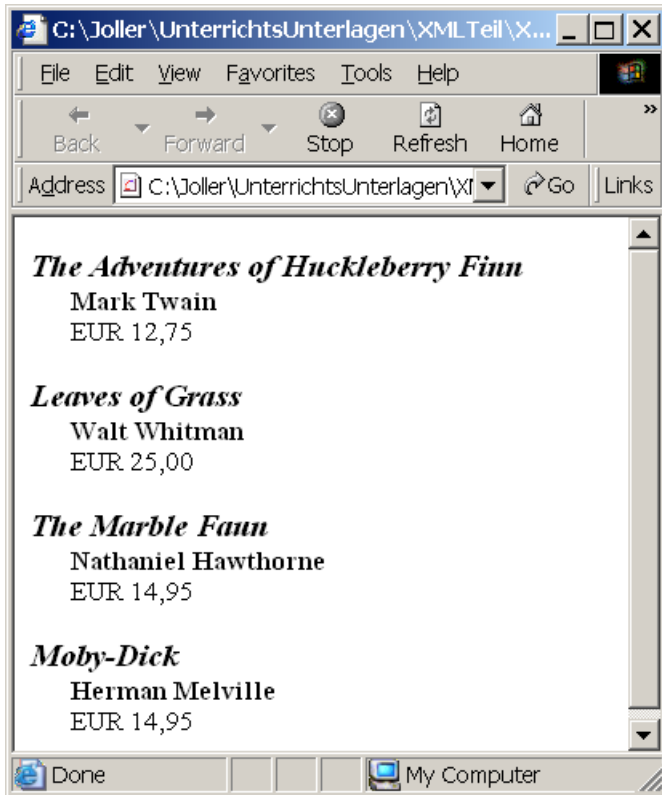 C:\Joller\UnterrichtsUnterlagen\XMLTeil\X...
File Edit View Favorites Tools Help
Back Forward Stop Refresh Home »
Address C:\Joller\UnterrichtsUnterlagen\XM Go Links
The Adventures of Huckleberry Finn
Mark Twain
EUR 12,75
Leaves of Grass
Walt Whitman
EUR 25,00
The Marble Faun
Nathaniel Hawthorne
EUR 14,95
Moby-Dick
Herman Melville
EUR 14,95
Done My Computer